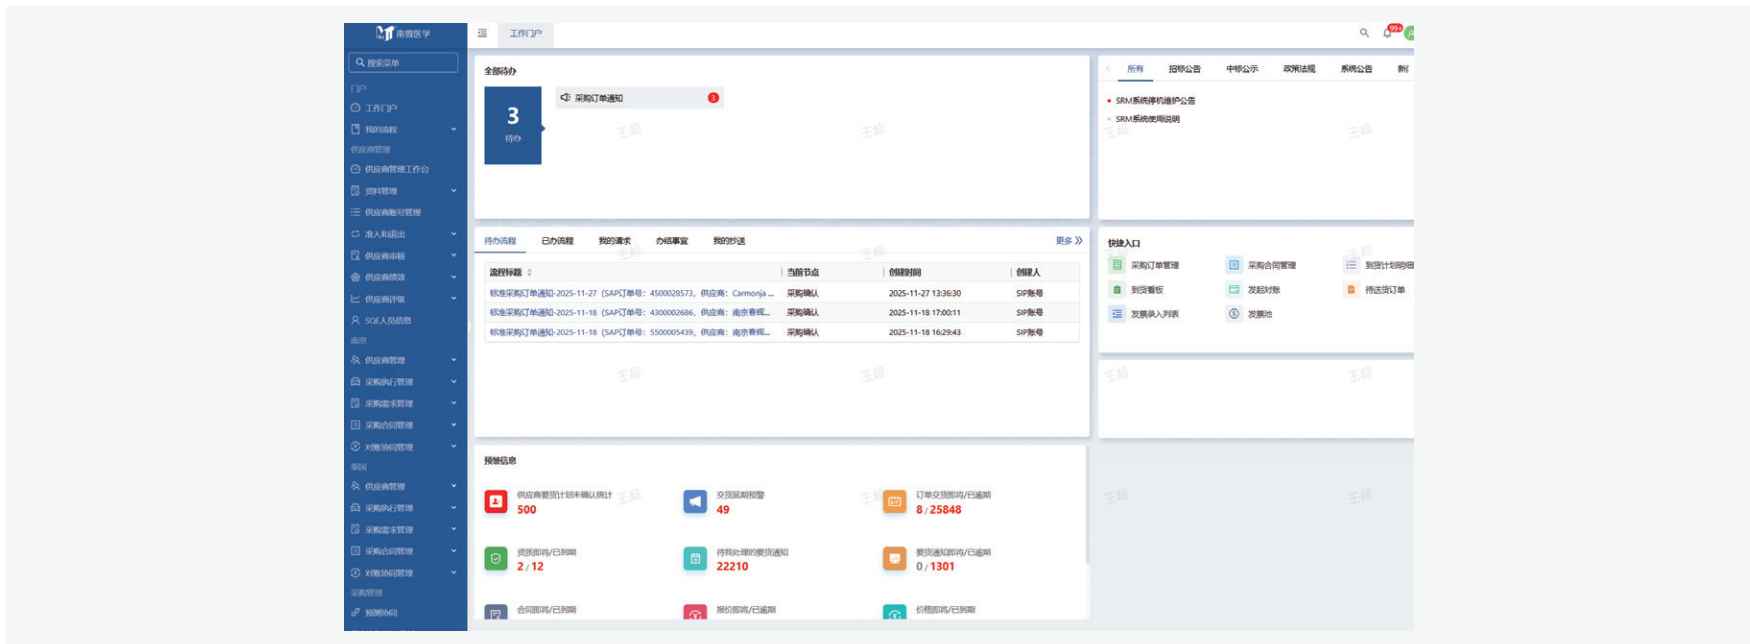 南微医学
工作门户
99+
搜索菜单
门户
工作门户
我的流程
供应商管理
供应商管理工作台
资料管理
供应商账号管理
准入和退出
供应商审核
供应商绩效
供应商评级
SQE人员信息
南京
供应商管理
采购执行管理
采购需求管理
采购合同管理
对账协同管理
泰国
供应商管理
采购执行管理
采购需求管理
采购合同管理
对账协同管理
采购管理
预测协同
全部待办
3
待办
采购订单通知 3
所有 招标公告 中标公示 政策法规 系统公告
SRM系统停机维护公告
SRM系统使用说明
待办流程 已办流程 我的请求 办结事宜 我的抄送 更多
流程标题 当前节点 创建时间 创建人
标准采购订单通知-2025-11-27（SAP订单号：4500028573，供应商：Carmonja ... 采购确认 2025-11-27 13:36:30 SIP账号
标准采购订单通知-2025-11-18（SAP订单号：4300002686，供应商：南京春辉... 采购确认 2025-11-18 17:00:11 SIP账号
标准采购订单通知-2025-11-18（SAP订单号：5500005439，供应商：南京春辉... 采购确认 2025-11-18 16:29:43 SIP账号
快捷入口
采购订单管理 采购合同管理 到货计划明细
到货看板 发起对账 待送货订单
发票录入列表 发票池
预警信息
供应商要货计划未确认统计
500
交货延期预警
49
订单交货即将/已逾期
8/25848
资质即将/已到期
2/12
待我处理的要货通知
22210
要货通知即将/已逾期
0/1301
合同即将/已到期
报价即将/已逾期
价格即将/已到期
王超